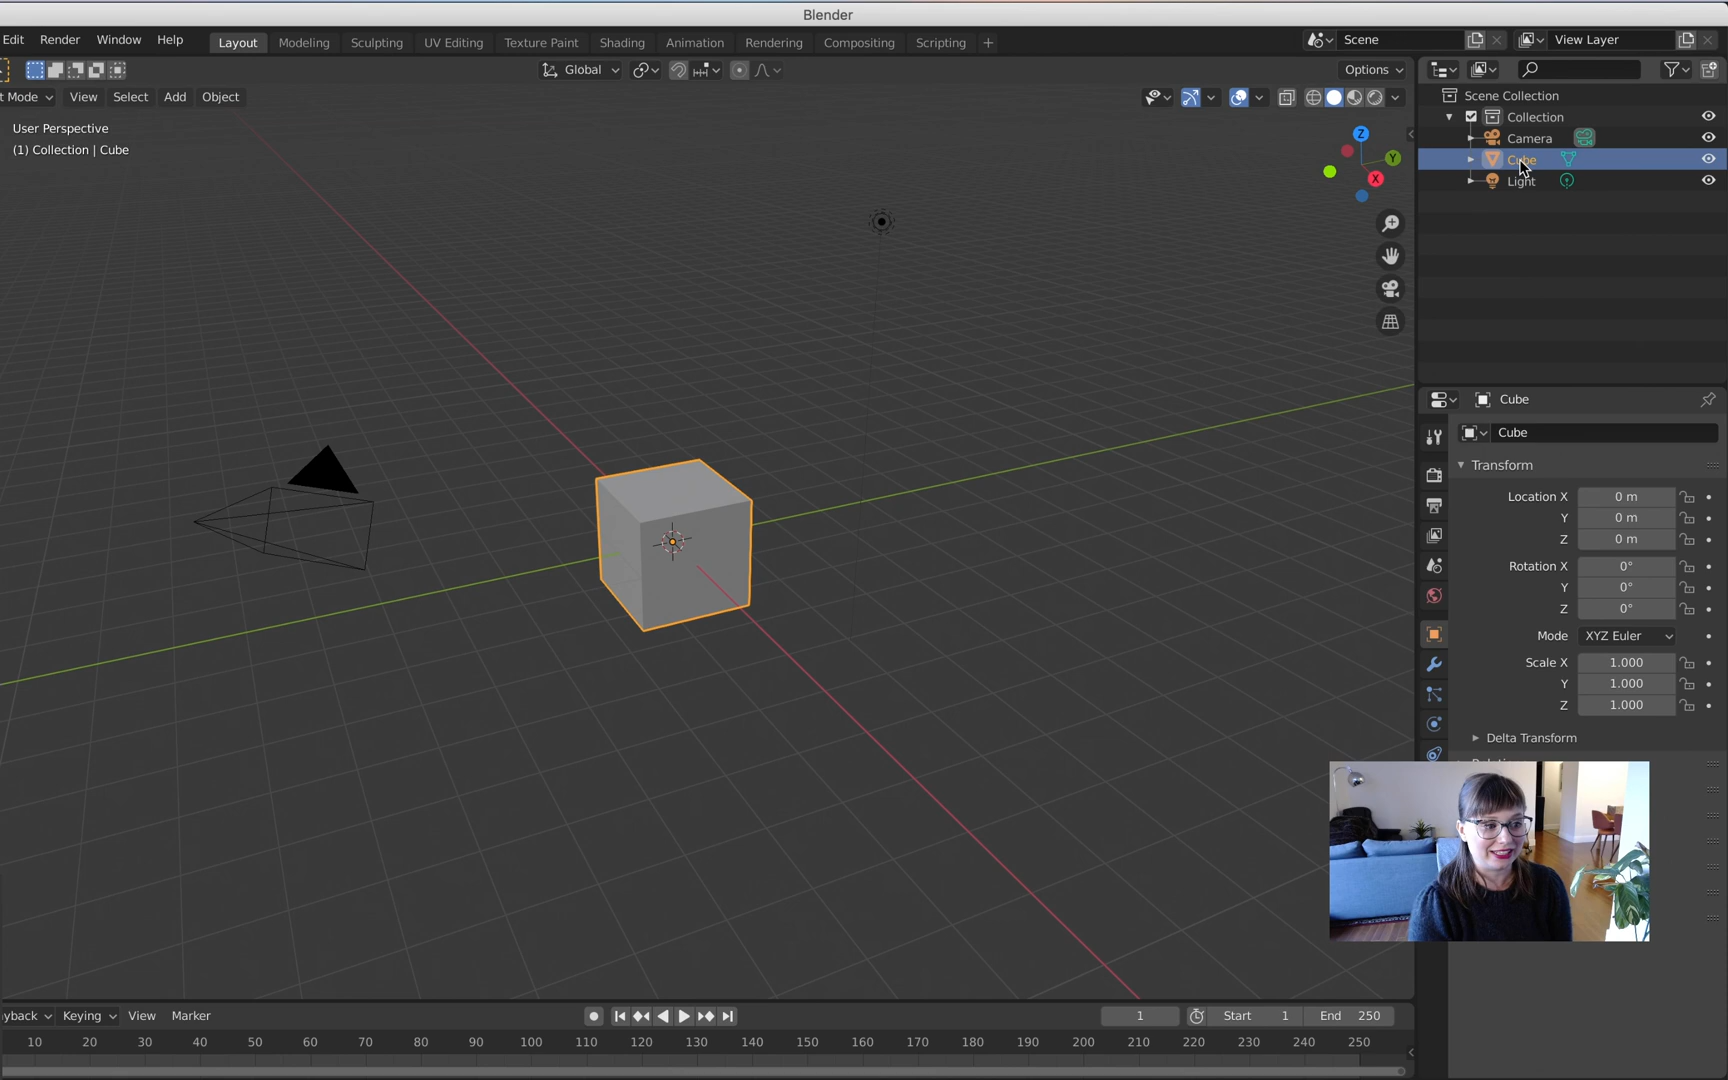 Blender
Edit Render Window Help Layout Modeling Sculpting UV Editing Texture Paint Shading Animation Rendering Compositing Scripting + Scene View Layer
Global Options
t Mode View Select Add Object
User Perspective
(1) Collection | Cube
Z
Y
X
Scene Collection
Collection
Camera
Cube
Light
Cube
Cube
Transform
Location X 0 m
Y 0 m
Z 0 m
Rotation X 0°
Y 0°
Z 0°
Mode XYZ Euler
Scale X 1.000
Y 1.000
Z 1.000
Delta Transform
yback Keying View Marker 1 Start 1 End 250
10 20 30 40 50 60 70 80 90 100 110 120 130 140 150 160 170 180 190 200 210 220 230 240 250